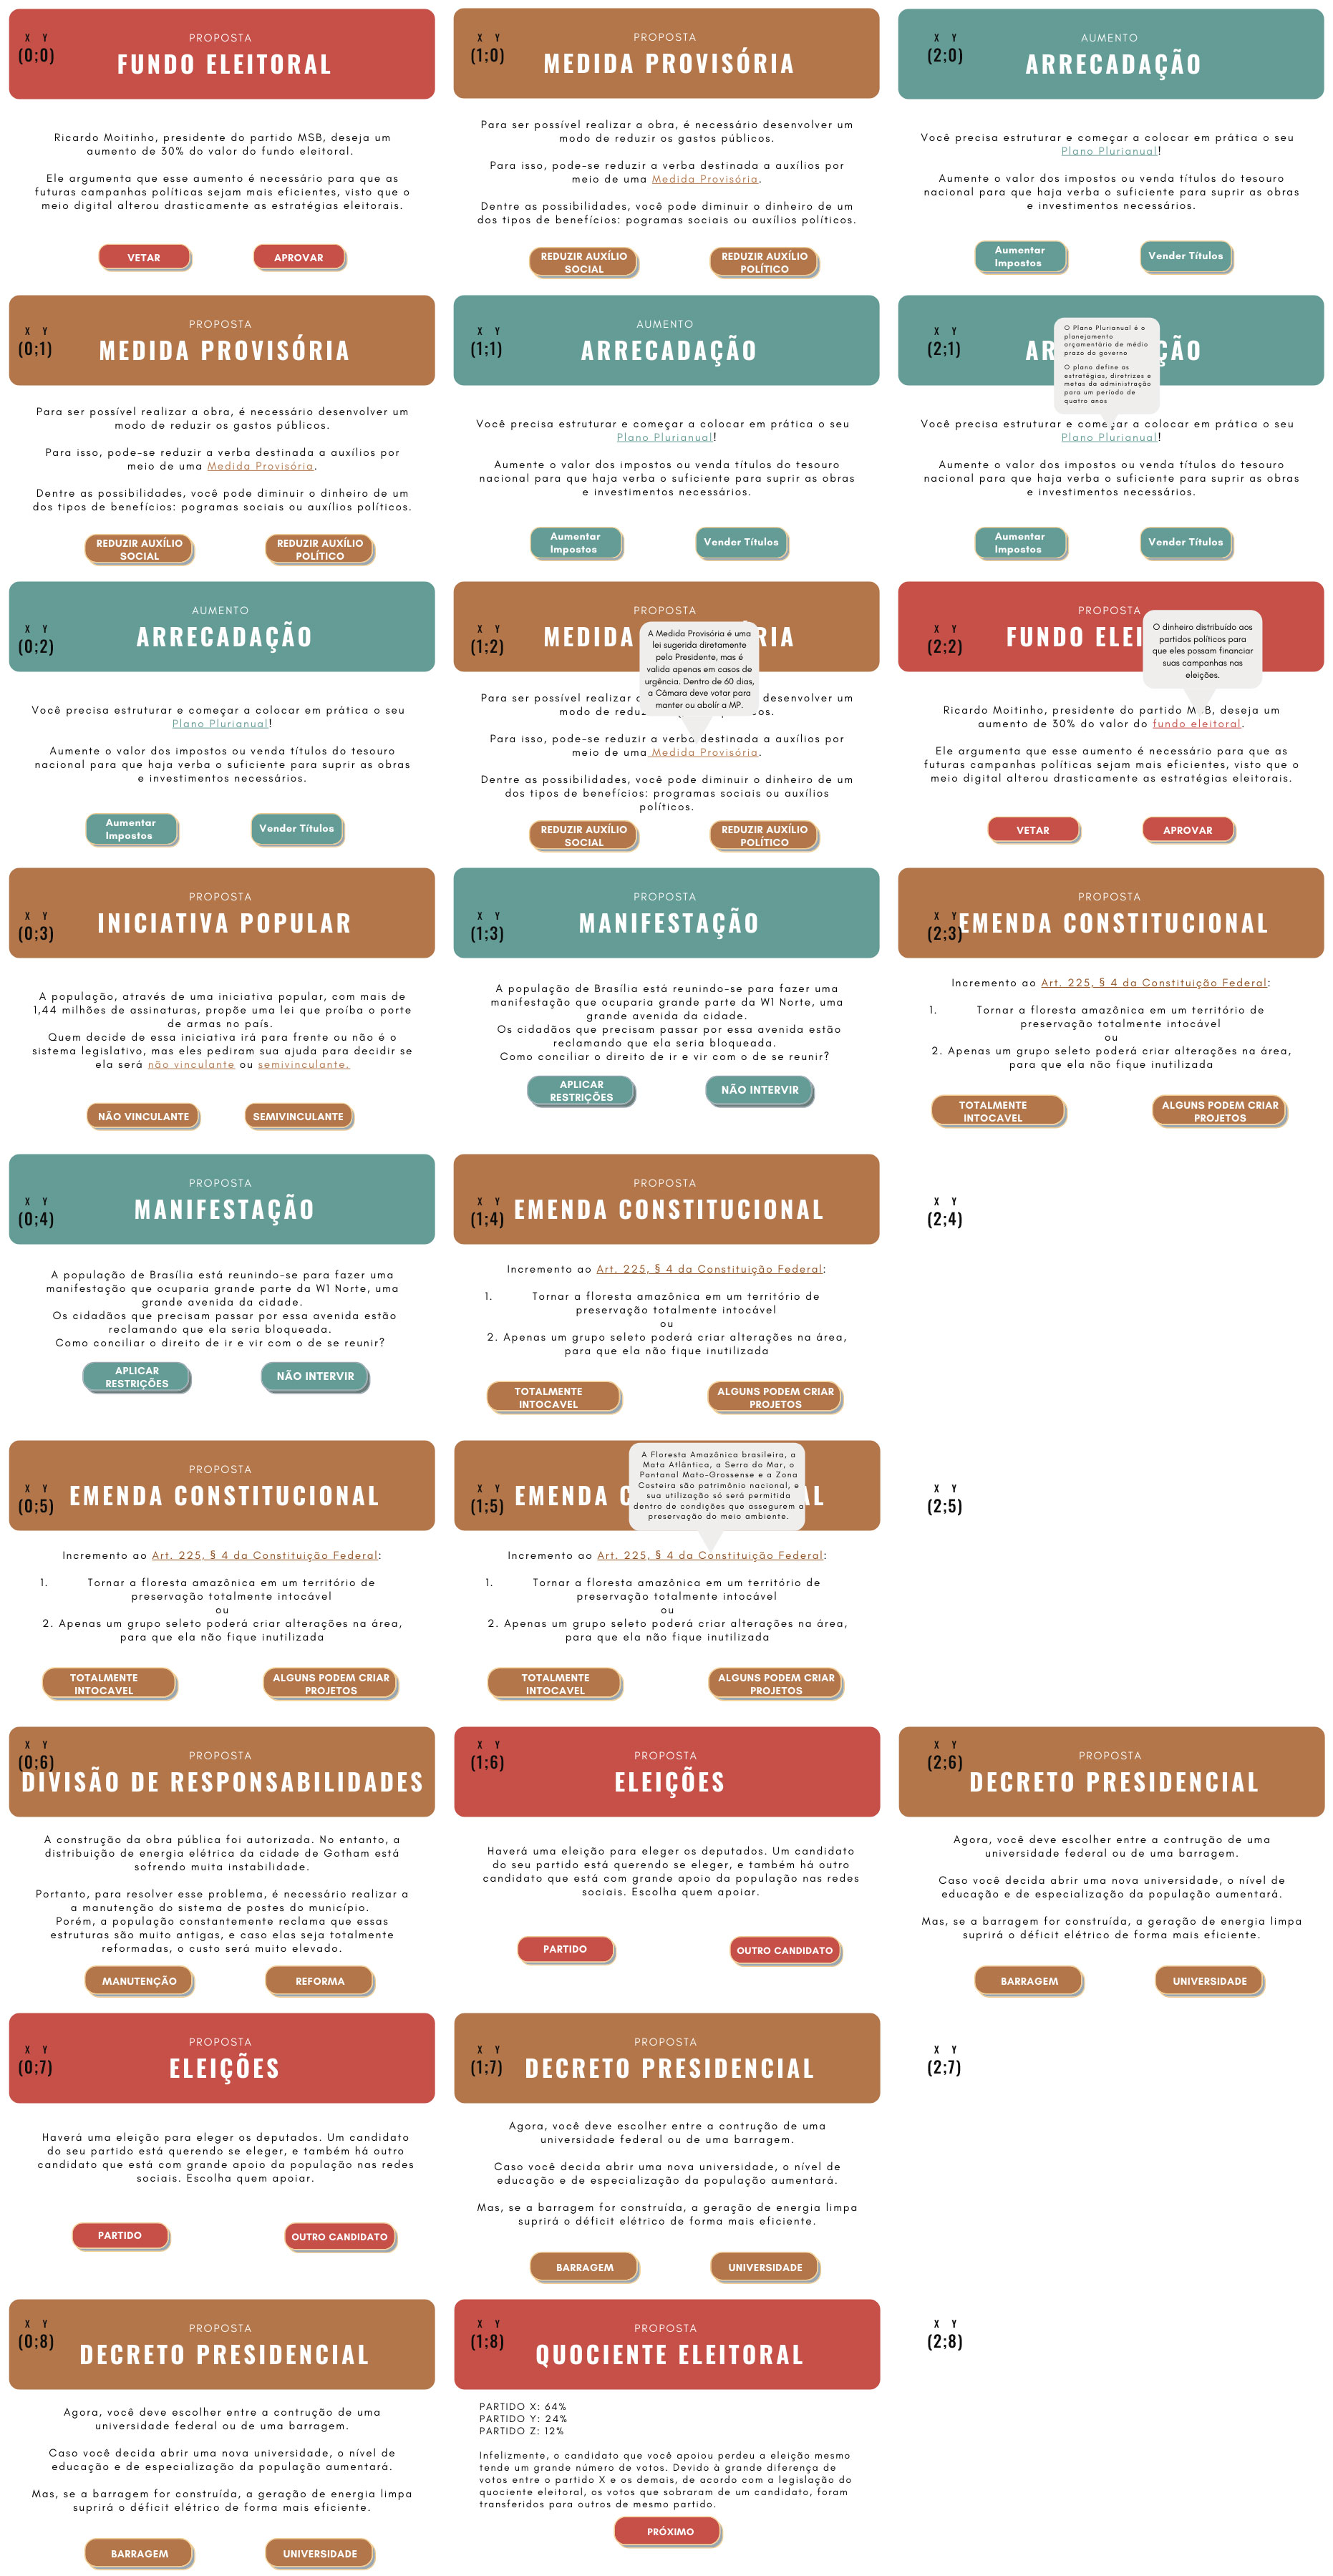 X Y
(0;0)
PROPOSTA
FUNDO ELEITORAL
Ricardo Moitinho, presidente do partido MSB, deseja um
aumento de 30% do valor do fundo eleitoral.
Ele argumenta que esse aumento é necessário para que as
futuras campanhas políticas sejam mais eficientes, visto que o
meio digital alterou drasticamente as estratégias eleitorais.
VETAR
APROVAR
X Y
(1;0)
PROPOSTA
MEDIDA PROVISÓRIA
Para ser possível realizar a obra, é necessário desenvolver um
modo de reduzir os gastos públicos.
Para isso, pode-se reduzir a verba destinada a auxílios por
meio de uma Medida Provisória.
Dentre as possibilidades, você pode diminuir o dinheiro de um
dos tipos de benefícios: pogramas sociais ou auxílios políticos.
REDUZIR AUXÍLIO
SOCIAL
REDUZIR AUXÍLIO
POLÍTICO
X Y
(2;0)
AUMENTO
ARRECADAÇÃO
Você precisa estruturar e começar a colocar em prática o seu
Plano Plurianual!
Aumente o valor dos impostos ou venda títulos do tesouro
nacional para que haja verba o suficiente para suprir as obras
e investimentos necessários.
Aumentar
Impostos
Vender Títulos
X Y
(0;1)
PROPOSTA
MEDIDA PROVISÓRIA
Para ser possível realizar a obra, é necessário desenvolver um
modo de reduzir os gastos públicos.
Para isso, pode-se reduzir a verba destinada a auxílios por
meio de uma Medida Provisória.
Dentre as possibilidades, você pode diminuir o dinheiro de um
dos tipos de benefícios: pogramas sociais ou auxílios políticos.
REDUZIR AUXÍLIO
SOCIAL
REDUZIR AUXÍLIO
POLÍTICO
X Y
(1;1)
AUMENTO
ARRECADAÇÃO
Você precisa estruturar e começar a colocar em prática o seu
Plano Plurianual!
Aumente o valor dos impostos ou venda títulos do tesouro
nacional para que haja verba o suficiente para suprir as obras
e investimentos necessários.
Aumentar
Impostos
Vender Títulos
X Y
(2;1)
AR ÇÃO
O Plano Plurianual é o
planejamento
orçamentário de médio
prazo do governo
O plano define as
estratégias, diretrizes e
metas da administração
para um período de
quatro anos
Você precisa estruturar e começar a colocar em prática o seu
Plano Plurianual!
Aumente o valor dos impostos ou venda títulos do tesouro
nacional para que haja verba o suficiente para suprir as obras
e investimentos necessários.
Aumentar
Impostos
Vender Títulos
X Y
(0;2)
AUMENTO
ARRECADAÇÃO
Você precisa estruturar e começar a colocar em prática o seu
Plano Plurianual!
Aumente o valor dos impostos ou venda títulos do tesouro
nacional para que haja verba o suficiente para suprir as obras
e investimentos necessários.
Aumentar
Impostos
Vender Títulos
X Y
(1;2)
PROPOSTA
MEDIDA RIA
A Medida Provisória é uma
lei sugerida diretamente
pelo Presidente, mas é
valida apenas em casos de
urgência. Dentro de 60 dias,
a Câmara deve votar para
manter ou abolír a MP.
Para ser possível realizar desenvolver um
modo de
Para isso, pode-se reduzir a verba destinada a auxílios por
meio de uma Medida Provisória.
Dentre as possibilidades, você pode diminuir o dinheiro de um
dos tipos de benefícios: programas sociais ou auxílios
políticos.
REDUZIR AUXÍLIO
SOCIAL
REDUZIR AUXÍLIO
POLÍTICO
X Y
(2;2)
PROPOSTA
FUNDO ELEI
O dinheiro distribuído aos
partidos políticos para
que eles possam financiar
suas campanhas nas
eleições.
Ricardo Moitinho, presidente do partido MSB, deseja um
aumento de 30% do valor do fundo eleitoral.
Ele argumenta que esse aumento é necessário para que as
futuras campanhas políticas sejam mais eficientes, visto que o
meio digital alterou drasticamente as estratégias eleitorais.
VETAR
APROVAR
X Y
(0;3)
PROPOSTA
INICIATIVA POPULAR
A população, através de uma iniciativa popular, com mais de
1,44 milhões de assinaturas, propõe uma lei que proíba o porte
de armas no país.
Quem decide se essa iniciativa irá para frente ou não é o
sistema legislativo, mas eles pediram sua ajuda para decidir se
ela será não vinculante ou semivinculante.
NÃO VINCULANTE
SEMIVINCULANTE
X Y
(1;3)
PROPOSTA
MANIFESTAÇÃO
A população de Brasília está reunindo-se para fazer uma
manifestação que ocuparia grande parte da W1 Norte, uma
grande avenida da cidade.
Os cidadãos que precisam passar por essa avenida estão
reclamando que ela seria bloqueada.
Como conciliar o direito de ir e vir com o de se reunir?
APLICAR
RESTRIÇÕES
NÃO INTERVIR
X Y
(2;3)
PROPOSTA
EMENDA CONSTITUCIONAL
Incremento ao Art. 225, § 4 da Constituição Federal:
1. Tornar a floresta amazônica em um território de
preservação totalmente intocável
ou
2. Apenas um grupo seleto poderá criar alterações na área,
para que ela não fique inutilizada
TOTALMENTE
INTOCAVEL
ALGUNS PODEM CRIAR
PROJETOS
X Y
(0;4)
PROPOSTA
MANIFESTAÇÃO
A população de Brasília está reunindo-se para fazer uma
manifestação que ocuparia grande parte da W1 Norte, uma
grande avenida da cidade.
Os cidadãos que precisam passar por essa avenida estão
reclamando que ela seria bloqueada.
Como conciliar o direito de ir e vir com o de se reunir?
APLICAR
RESTRIÇÕES
NÃO INTERVIR
X Y
(1;4)
PROPOSTA
EMENDA CONSTITUCIONAL
Incremento ao Art. 225, § 4 da Constituição Federal:
1. Tornar a floresta amazônica em um território de
preservação totalmente intocável
ou
2. Apenas um grupo seleto poderá criar alterações na área,
para que ela não fique inutilizada
TOTALMENTE
INTOCAVEL
ALGUNS PODEM CRIAR
PROJETOS
X Y
(2;4)
X Y
(0;5)
PROPOSTA
EMENDA CONSTITUCIONAL
Incremento ao Art. 225, § 4 da Constituição Federal:
1. Tornar a floresta amazônica em um território de
preservação totalmente intocável
ou
2. Apenas um grupo seleto poderá criar alterações na área,
para que ela não fique inutilizada
TOTALMENTE
INTOCAVEL
ALGUNS PODEM CRIAR
PROJETOS
X Y
(1;5)
EMENDA C AL
A Floresta Amazônica brasileira, a
Mata Atlântica, a Serra do Mar, o
Pantanal Mato-Grossense e a Zona
Costeira são patrimônio nacional, e
sua utilização só será permitida
dentro de condições que assegurem a
preservação do meio ambiente.
Incremento ao Art. 225, § 4 da Constituição Federal:
1. Tornar a floresta amazônica em um território de
preservação totalmente intocável
ou
2. Apenas um grupo seleto poderá criar alterações na área,
para que ela não fique inutilizada
TOTALMENTE
INTOCAVEL
ALGUNS PODEM CRIAR
PROJETOS
X Y
(2;5)
X Y
(0;6)
PROPOSTA
DIVISÃO DE RESPONSABILIDADES
A construção da obra pública foi autorizada. No entanto, a
distribuição de energia elétrica da cidade de Gotham está
sofrendo muita instabilidade.
Portanto, para resolver esse problema, é necessário realizar a
a manutenção do sistema de postes do município.
Porém, a população constantemente reclama que essas
estruturas são muito antigas, e caso elas seja totalmente
reformadas, o custo será muito elevado.
MANUTENÇÃO
REFORMA
X Y
(1;6)
PROPOSTA
ELEIÇÕES
Haverá uma eleição para eleger os deputados. Um candidato
do seu partido está querendo se eleger, e também há outro
candidato que está com grande apoio da população nas redes
sociais. Escolha quem apoiar.
PARTIDO
OUTRO CANDIDATO
X Y
(2;6)
PROPOSTA
DECRETO PRESIDENCIAL
Agora, você deve escolher entre a contrução de uma
universidade federal ou de uma barragem.
Caso você decida abrir uma nova universidade, o nível de
educação e de especialização da população aumentará.
Mas, se a barragem for construída, a geração de energia limpa
suprirá o déficit elétrico de forma mais eficiente.
BARRAGEM
UNIVERSIDADE
X Y
(0;7)
PROPOSTA
ELEIÇÕES
Haverá uma eleição para eleger os deputados. Um candidato
do seu partido está querendo se eleger, e também há outro
candidato que está com grande apoio da população nas redes
sociais. Escolha quem apoiar.
PARTIDO
OUTRO CANDIDATO
X Y
(1;7)
PROPOSTA
DECRETO PRESIDENCIAL
Agora, você deve escolher entre a contrução de uma
universidade federal ou de uma barragem.
Caso você decida abrir uma nova universidade, o nível de
educação e de especialização da população aumentará.
Mas, se a barragem for construída, a geração de energia limpa
suprirá o déficit elétrico de forma mais eficiente.
BARRAGEM
UNIVERSIDADE
X Y
(2;7)
X Y
(0;8)
PROPOSTA
DECRETO PRESIDENCIAL
Agora, você deve escolher entre a contrução de uma
universidade federal ou de uma barragem.
Caso você decida abrir uma nova universidade, o nível de
educação e de especialização da população aumentará.
Mas, se a barragem for construída, a geração de energia limpa
suprirá o déficit elétrico de forma mais eficiente.
BARRAGEM
UNIVERSIDADE
X Y
(1;8)
PROPOSTA
QUOCIENTE ELEITORAL
PARTIDO X: 64%
PARTIDO Y: 24%
PARTIDO Z: 12%
Infelizmente, o candidato que você apoiou perdeu a eleição mesmo
tende um grande número de votos. Devido à grande diferença de
votos entre o partido X e os demais, de acordo com a legislação do
quociente eleitoral, os votos que sobraram de um candidato, foram
transferidos para outros de mesmo partido.
PRÓXIMO
X Y
(2;8)